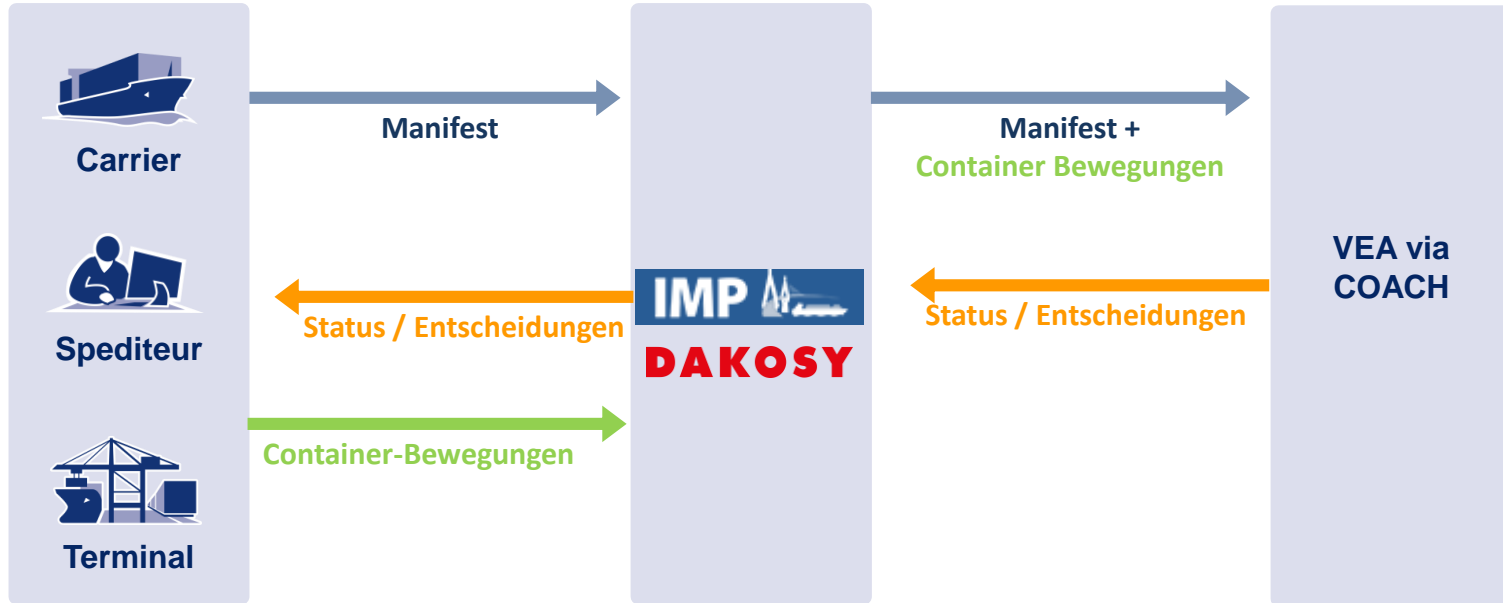 Carrier
Spediteur
Terminal
Manifest
Status / Entscheidungen
Container-Bewegungen
IMP
DAKOSY
Manifest +
Container Bewegungen
Status / Entscheidungen
VEA via
COACH